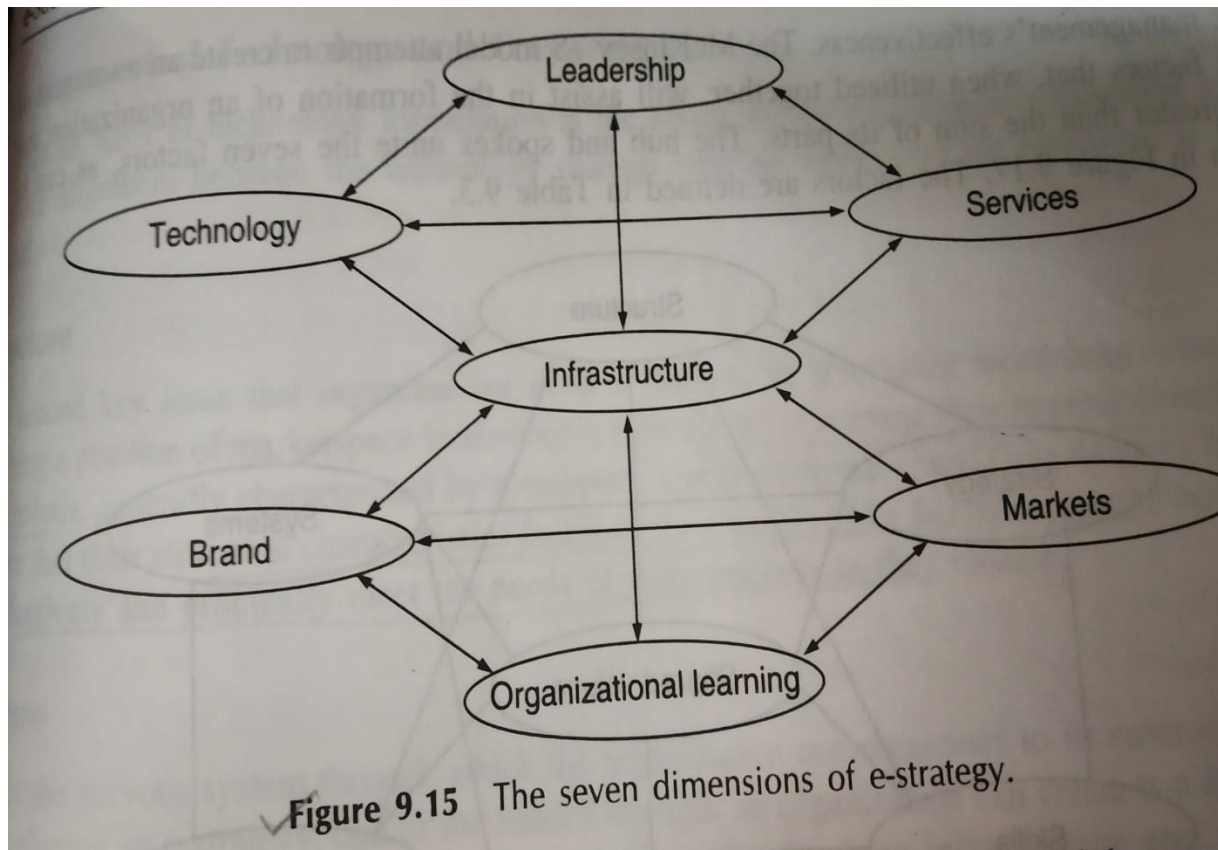 Leadership
Technology
Services
Infrastructure
Brand
Markets
Organizational learning
Figure 9.15 The seven dimensions of e-strategy.